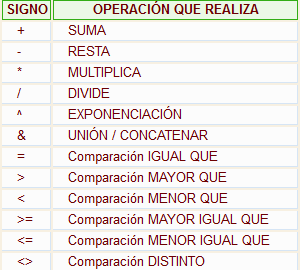 SIGNO OPERACIÓN QUE REALIZA
+ SUMA
- RESTA
* MULTIPLICA
/ DIVIDE
^ EXPONENCIACIÓN
& UNIÓN / CONCATENAR
= Comparación IGUAL QUE
> Comparación MAYOR QUE
< Comparación MENOR QUE
>= Comparación MAYOR IGUAL QUE
<= Comparación MENOR IGUAL QUE
<> Comparación DISTINTO